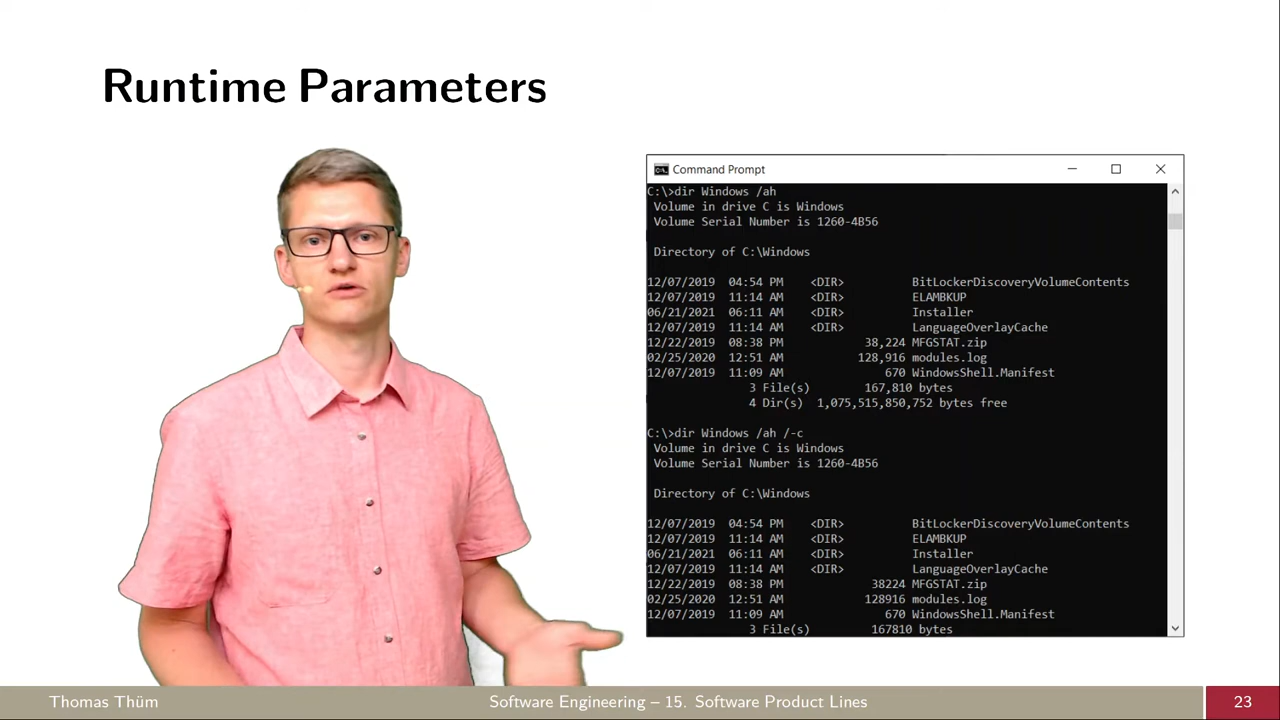 Runtime Parameters
Command Prompt
C:\>dir Windows /ah
Volume in drive C is Windows
Volume Serial Number is 1260-4B56
Directory of C:\Windows
12/07/2019 04:54 PM <DIR> BitLockerDiscoveryVolumeContents
12/07/2019 11:14 AM <DIR> ELAMBKUP
06/21/2021 06:11 AM <DIR> Installer
12/07/2019 11:14 AM <DIR> LanguageOverlayCache
12/22/2019 08:38 PM 38,224 MFGSTAT.zip
02/25/2020 12:51 AM 128,916 modules.log
12/07/2019 11:09 AM 670 WindowsShell.Manifest
3 File(s) 167,810 bytes
4 Dir(s) 1,075,515,850,752 bytes free
C:\>dir Windows /ah /-c
Volume in drive C is Windows
Volume Serial Number is 1260-4B56
Directory of C:\Windows
12/07/2019 04:54 PM <DIR> BitLockerDiscoveryVolumeContents
12/07/2019 11:14 AM <DIR> ELAMBKUP
06/21/2021 06:11 AM <DIR> Installer
12/07/2019 11:14 AM <DIR> LanguageOverlayCache
12/22/2019 08:38 PM 38224 MFGSTAT.zip
02/25/2020 12:51 AM 128916 modules.log
12/07/2019 11:09 AM 670 WindowsShell.Manifest
3 File(s) 167810 bytes
Thomas Thüm Software Engineering – 15. Software Product Lines 23